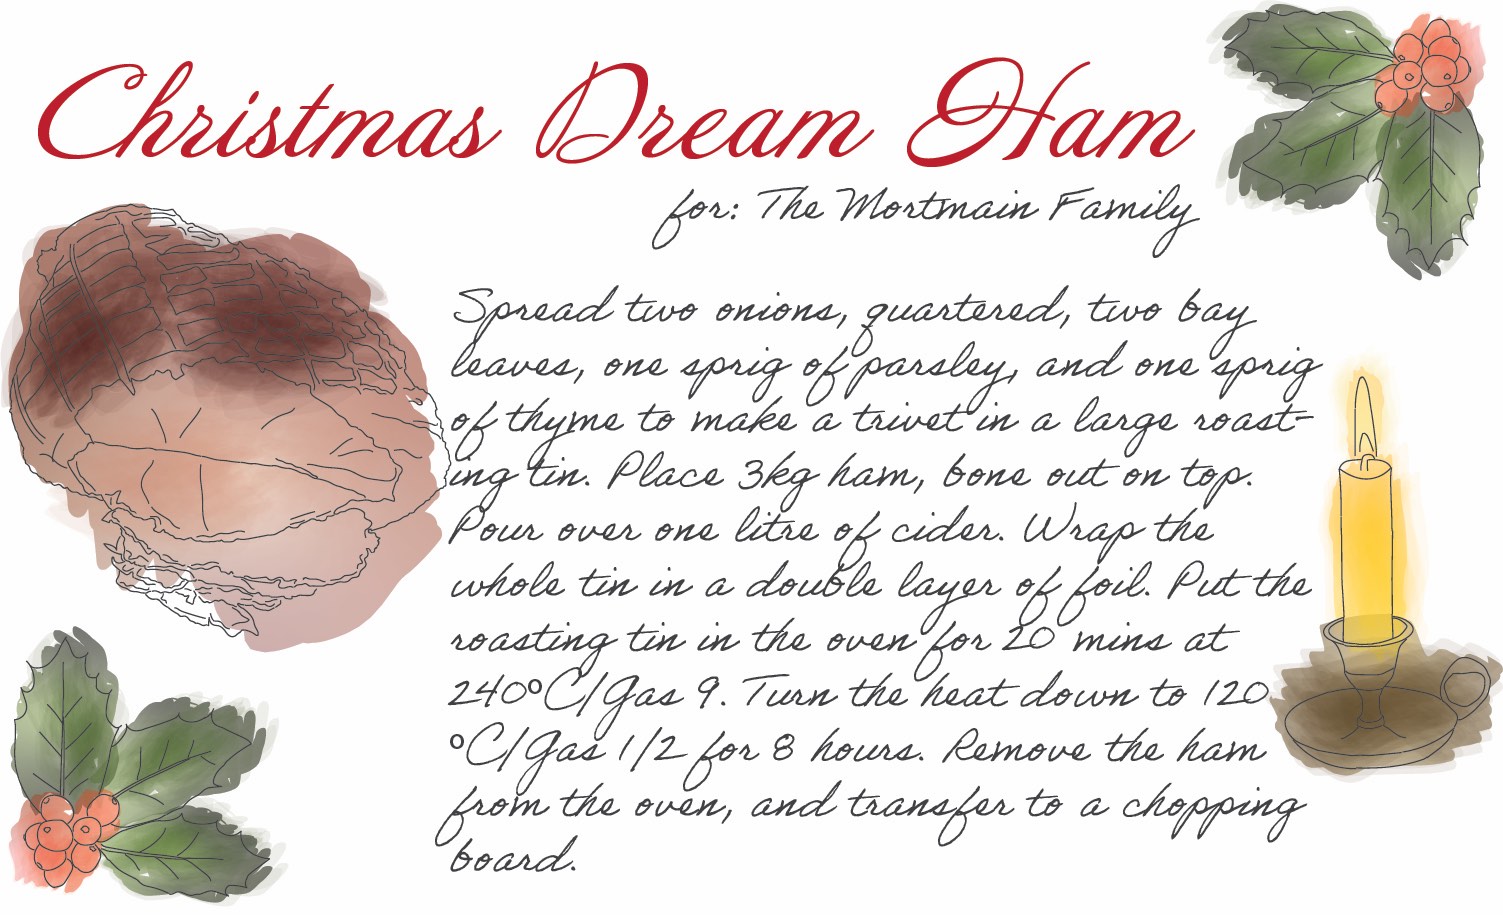 Christmas Dream Ham
for: The Mortmain Family
Spread two onions, quartered, two bay
leaves, one sprig of parsley, and one sprig
of thyme to make a trivet in a large roast-
ing tin. Place 3kg ham, bone out on top.
Pour over one litre of cider. Wrap the
whole tin in a double layer of foil. Put the
roasting tin in the oven for 20 mins at
240°C/Gas 9. Turn the heat down to 120
°C/Gas 1/2 for 8 hours. Remove the ham
from the oven, and transfer to a chopping
board.